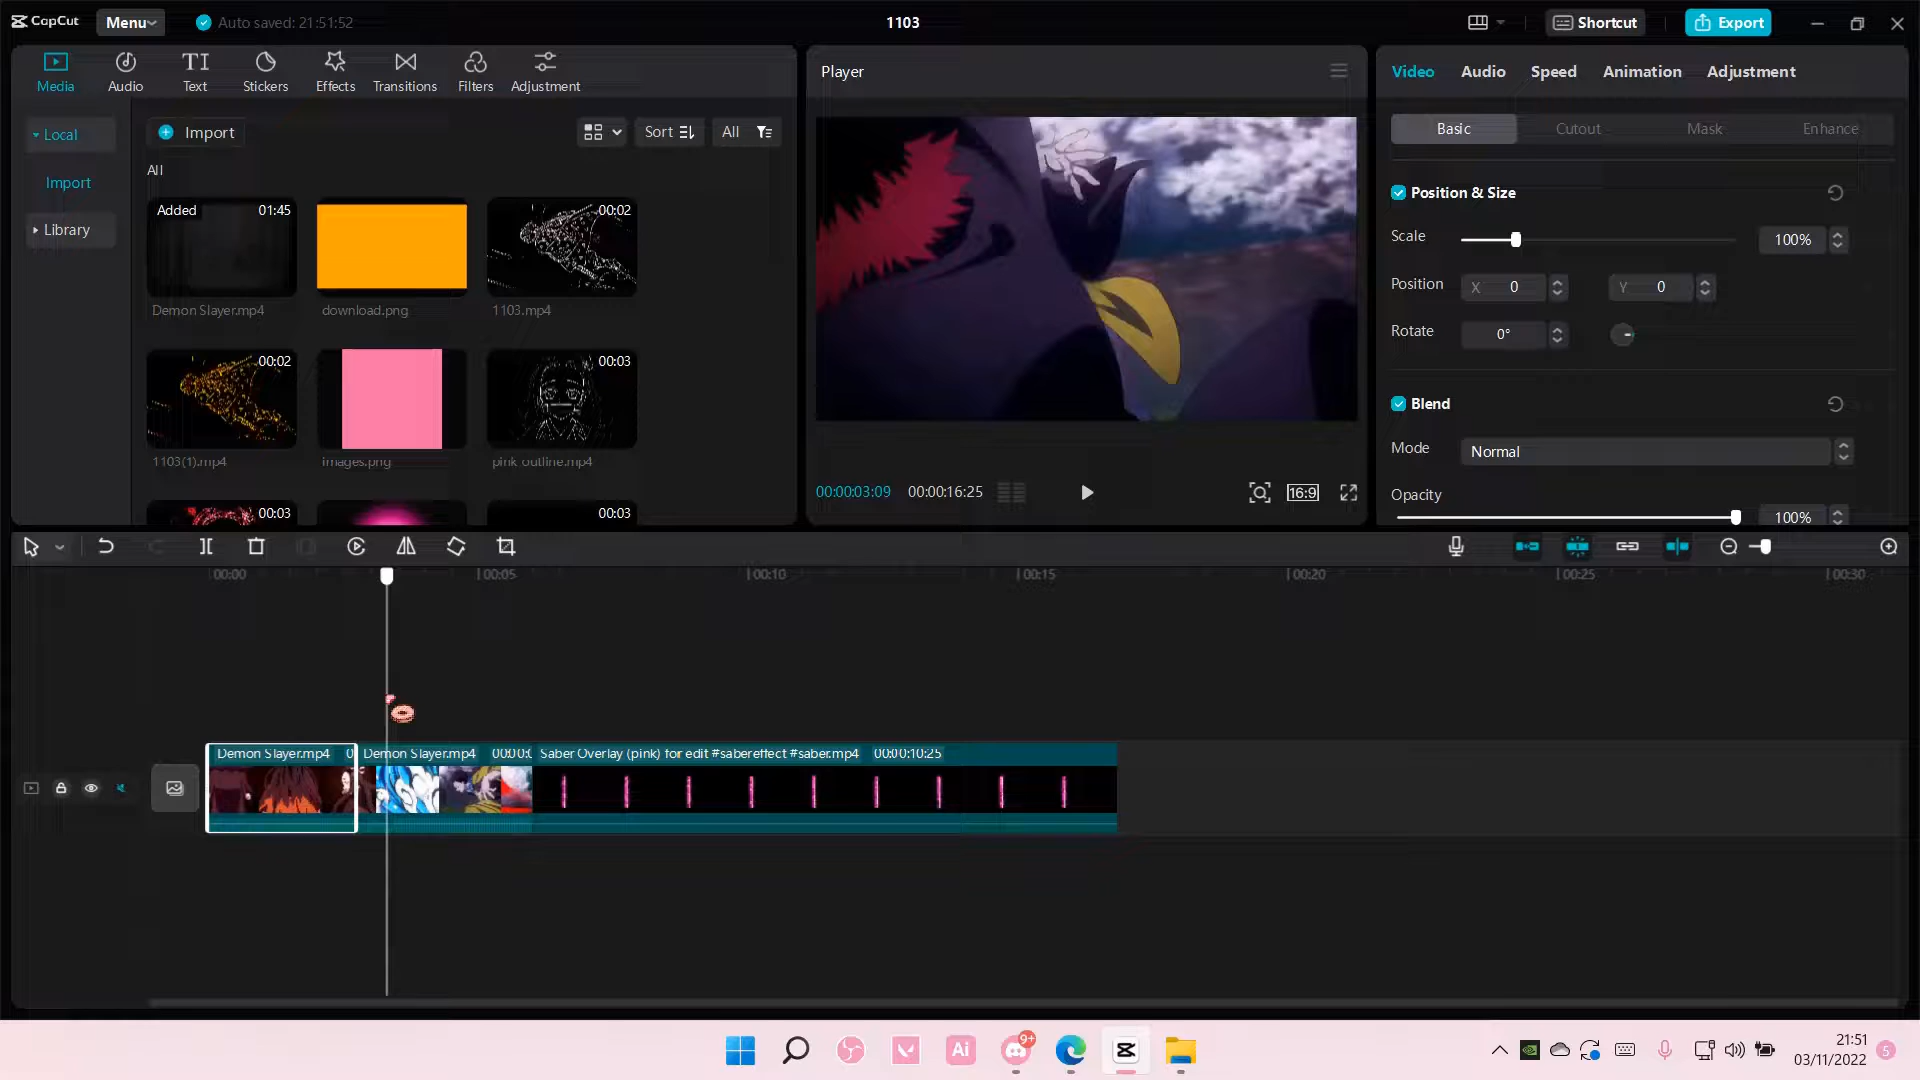 CapCut
Menu
Auto saved: 21:51:52
1103
Shortcut
Export
Media
Audio
Text
Stickers
Effects
Transitions
Filters
Adjustment
Local
Import
Library
Import
Sort
All
All
Added
01:45
Demon Slayer.mp4
download.png
00:02
1103.mp4
00:02
1103(1).mp4
images.png
00:03
pink outline.mp4
00:03
00:03
Player
00:00:03:09
00:00:16:25
16:9
Video
Audio
Speed
Animation
Adjustment
Basic
Cutout
Mask
Enhance
Position & Size
Scale
100%
Position
X 0
Y 0
Rotate
0°
Blend
Mode
Normal
Opacity
100%
00:00
00:05
00:10
00:15
00:20
00:25
00:30
Demon Slayer.mp4
Demon Slayer.mp4
Saber Overlay (pink) for edit #sabereffect #saber.mp4
00:00:10:25
Ai
9+
21:51
03/11/2022
5